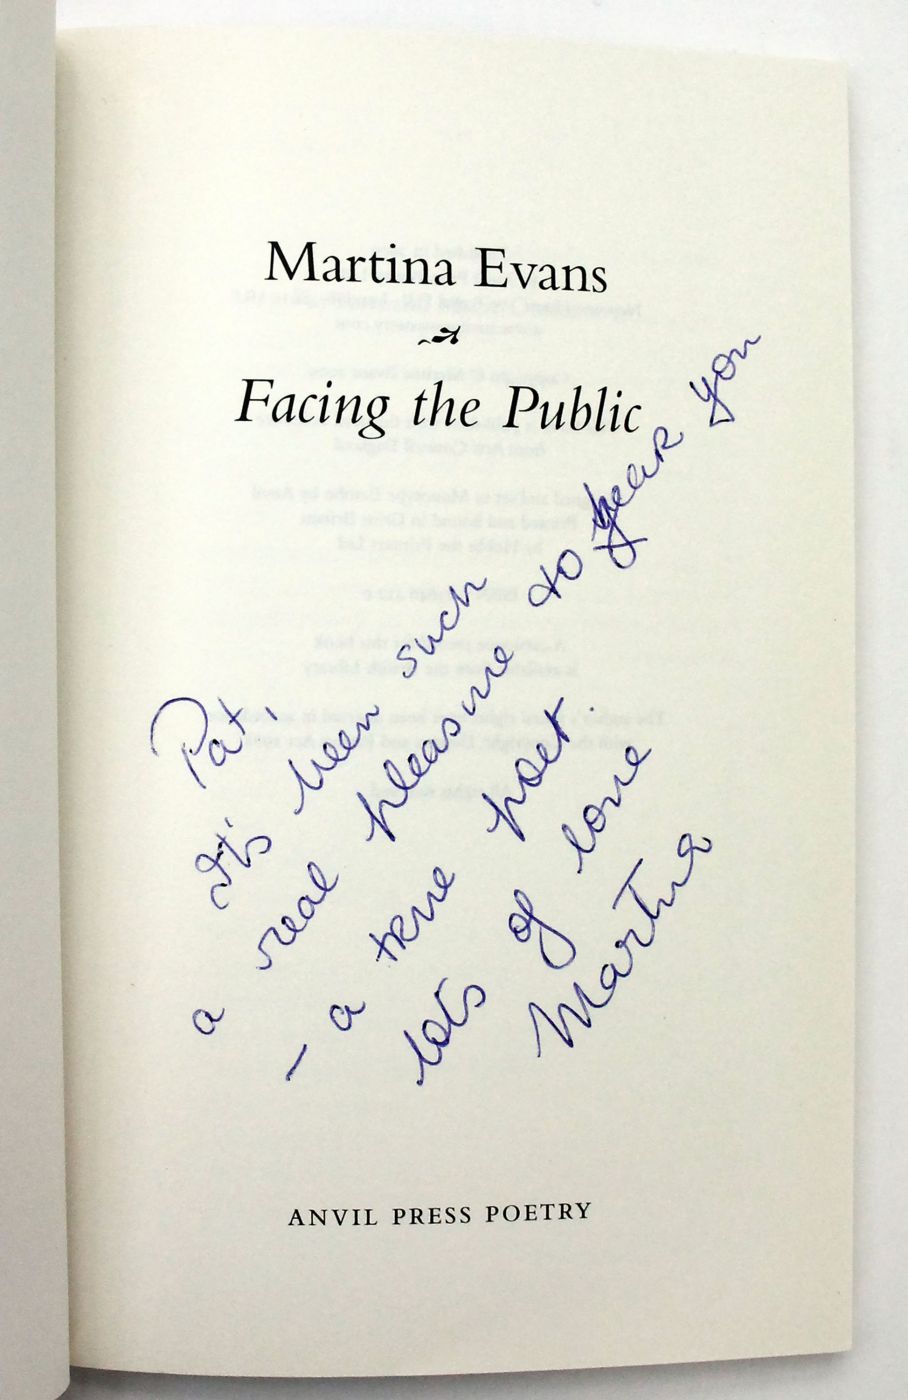 Martina Evans
Facing the Public
Pat,
It's been such
a real pleasure to hear you
- a true poet.
lots of love
Martina
ANVIL PRESS POETRY